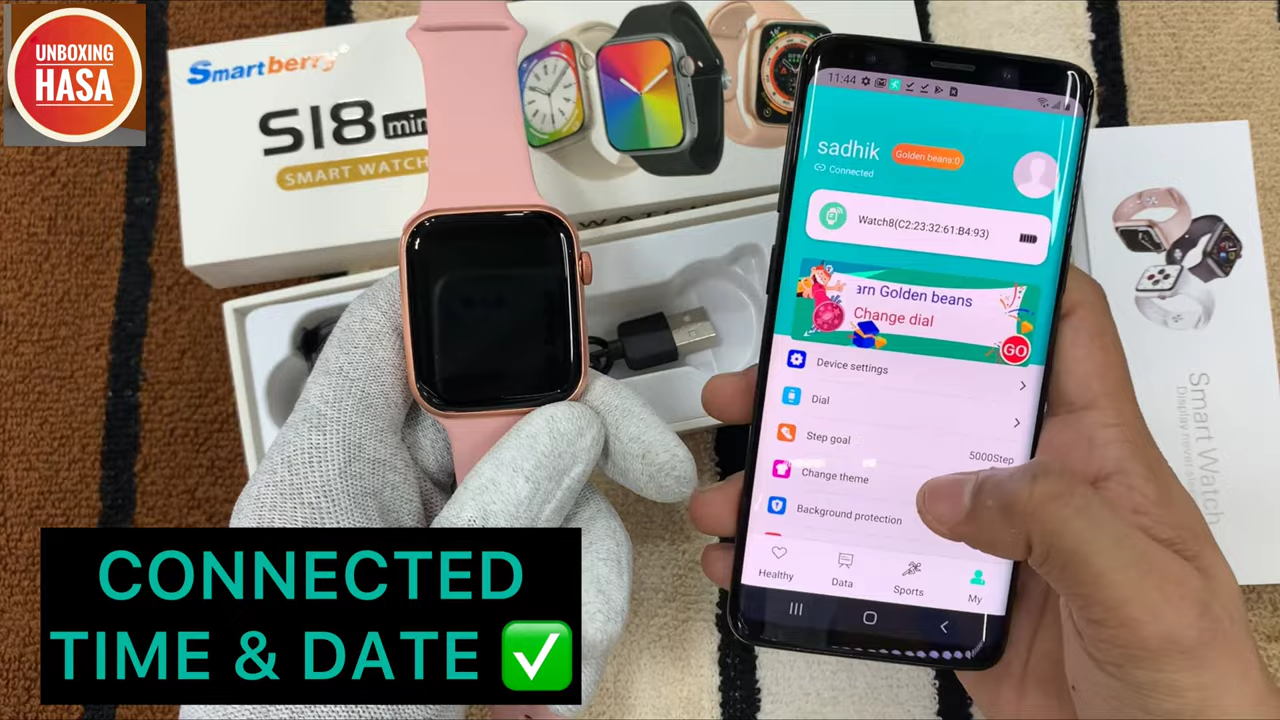 UNBOXING
HASA
Smartberry
S18 min
SMART WATCH
11:44
sadhik
Golden beans:0
Connected
Watch8(C2:23:32:61:B4:93)
arn Golden beans
Change dial
GO
Device settings
Dial
Step goal
5000Step
Change theme
Background protection
Healthy
Data
Sports
My
Smart Watch
CONNECTED
TIME & DATE ✅